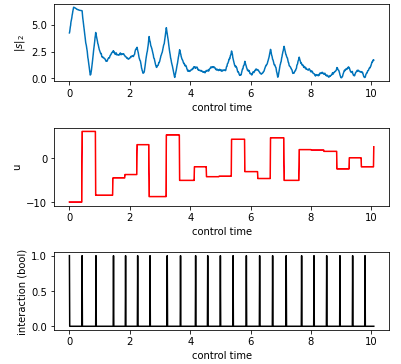 |s|₂
5.0
2.5
0.0
0 2 4 6 8 10
control time
u
0
−10
0 2 4 6 8 10
control time
interaction (bool)
1.0
0.5
0.0
0 2 4 6 8 10
control time